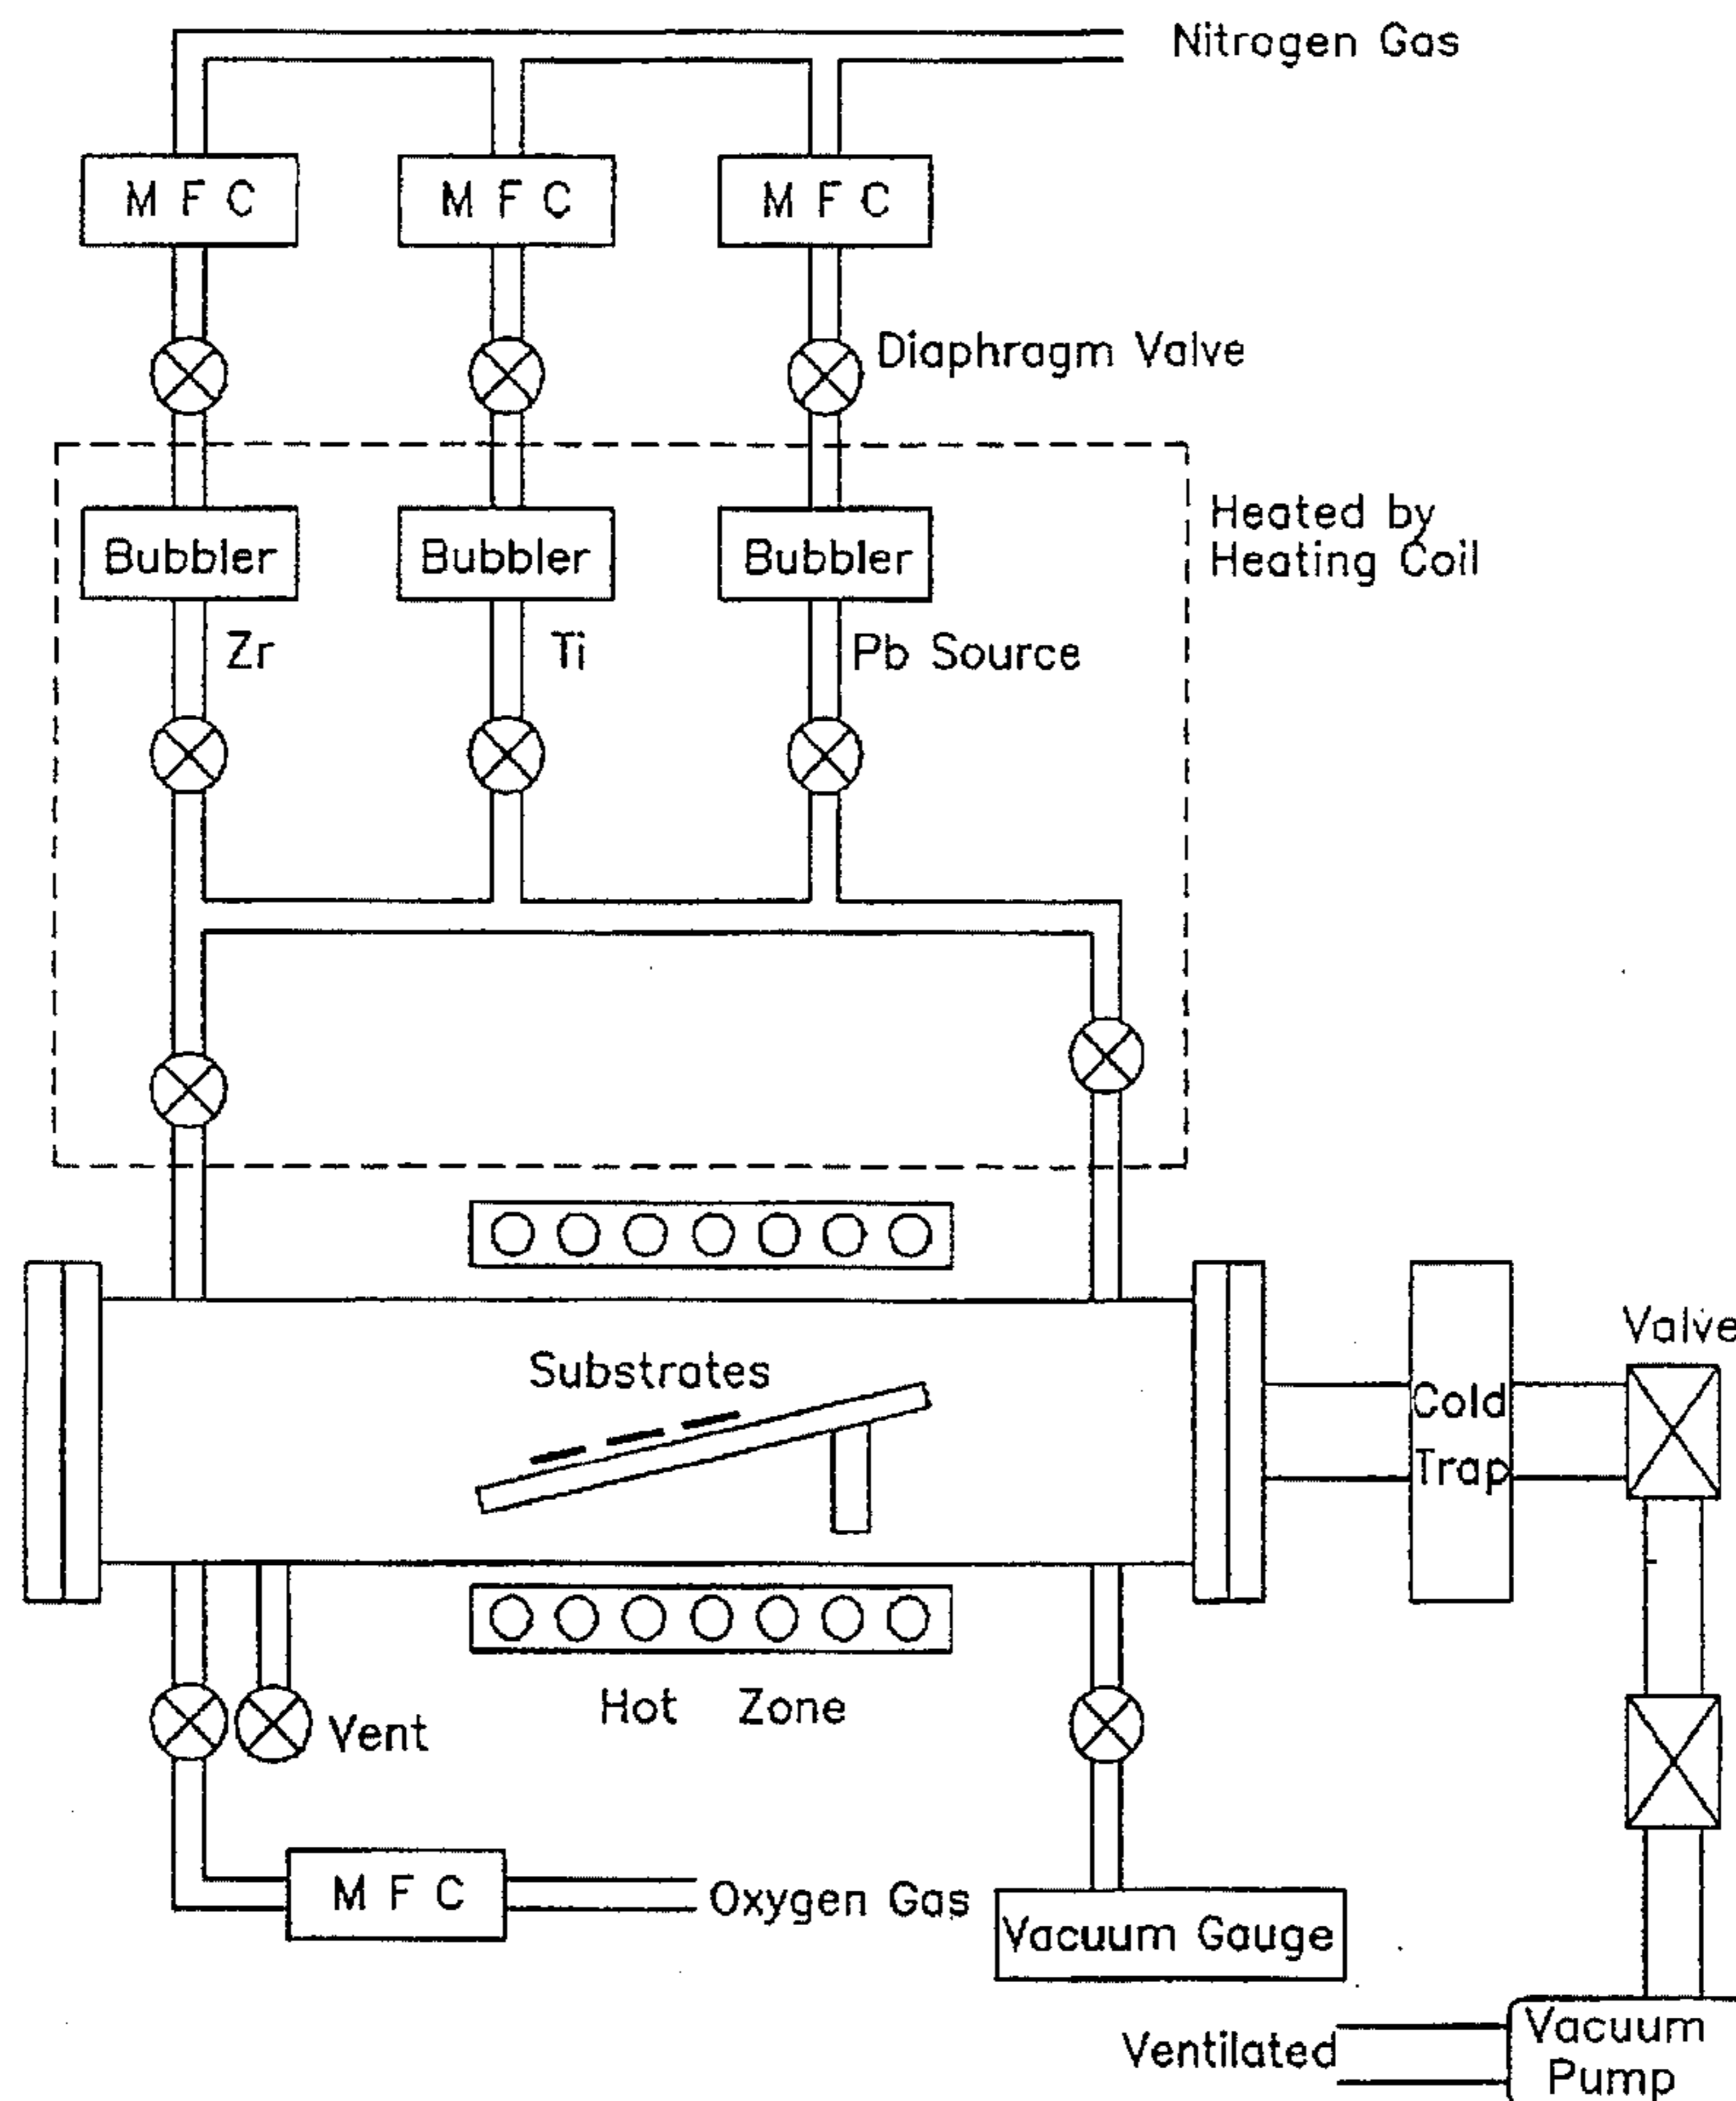 Nitrogen Gas
M F C
M F C
M F C
Diaphragm Valve
Heated by
Heating Coil
Bubbler
Bubbler
Bubbler
Zr
Ti
Pb Source
Valve
Substrates
Cold
Trap
Hot Zone
Vent
M F C
Oxygen Gas
Vacuum Gauge
Ventilated
Vacuum
Pump